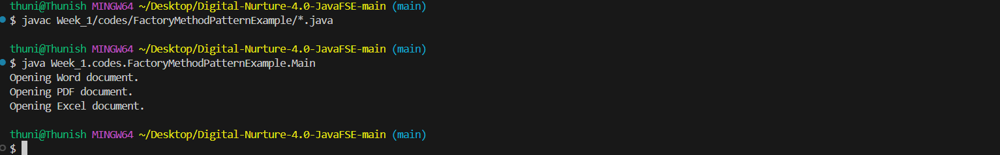 thuni@Thunish MINGW64 ~/Desktop/Digital-Nurture-4.0-JavaFSE-main (main)
$ javac Week_1/codes/FactoryMethodPatternExample/*.java
thuni@Thunish MINGW64 ~/Desktop/Digital-Nurture-4.0-JavaFSE-main (main)
$ java Week_1.codes.FactoryMethodPatternExample.Main
Opening Word document.
Opening PDF document.
Opening Excel document.
thuni@Thunish MINGW64 ~/Desktop/Digital-Nurture-4.0-JavaFSE-main (main)
$